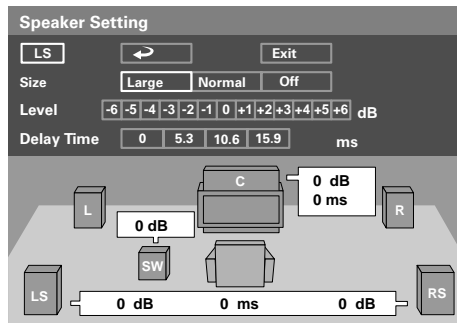 Speaker Setting
LS Exit
Size Large Normal Off
Level -6 -5 -4 -3 -2 -1 0 +1 +2 +3 +4 +5 +6 dB
Delay Time 0 5.3 10.6 15.9 ms
C 0 dB
0 ms
L R
0 dB
SW
LS 0 dB 0 ms 0 dB RS